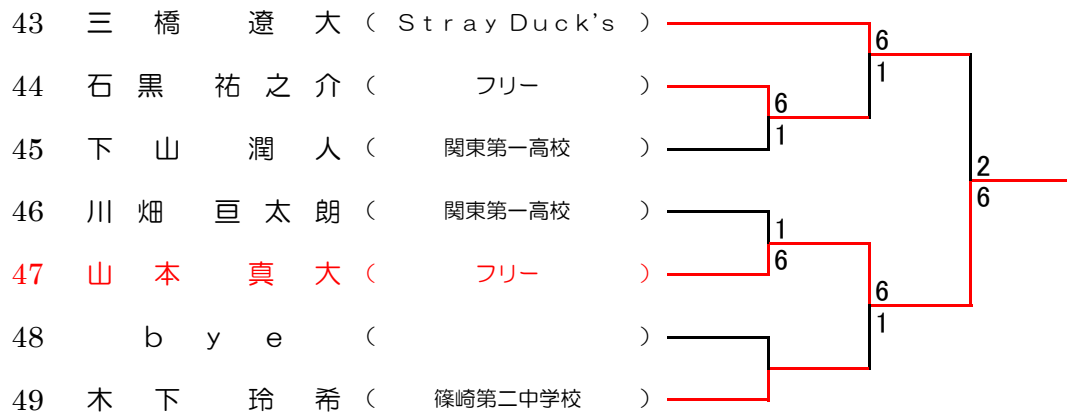 43 三橋 遼大 ( Stray Duck's )
6
1
44 石黒 祐之介 ( フリー )
6
1
45 下山 潤人 ( 関東第一高校 )
2
6
46 川畑 亘太朗 ( 関東第一高校 )
1
6
47 山本 真大 ( フリー )
6
1
48 bye ( )
49 木下 玲希 ( 篠崎第二中学校 )